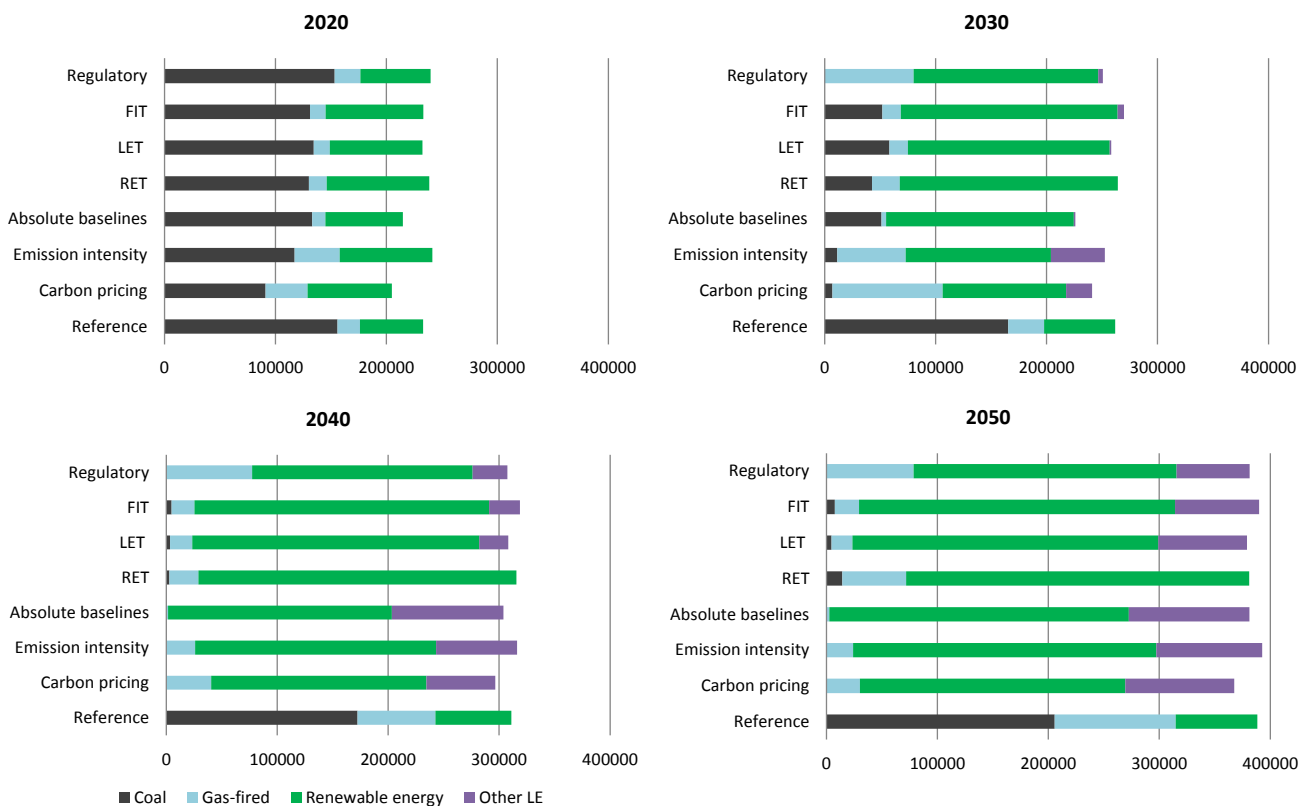 2020
Regulatory
FIT
LET
RET
Absolute baselines
Emission intensity
Carbon pricing
Reference
0 100000 200000 300000 400000
2030
Regulatory
FIT
LET
RET
Absolute baselines
Emission intensity
Carbon pricing
Reference
0 100000 200000 300000 400000
2040
Regulatory
FIT
LET
RET
Absolute baselines
Emission intensity
Carbon pricing
Reference
0 100000 200000 300000 400000
2050
Regulatory
FIT
LET
RET
Absolute baselines
Emission intensity
Carbon pricing
Reference
0 100000 200000 300000 400000
Coal Gas-fired Renewable energy Other LE